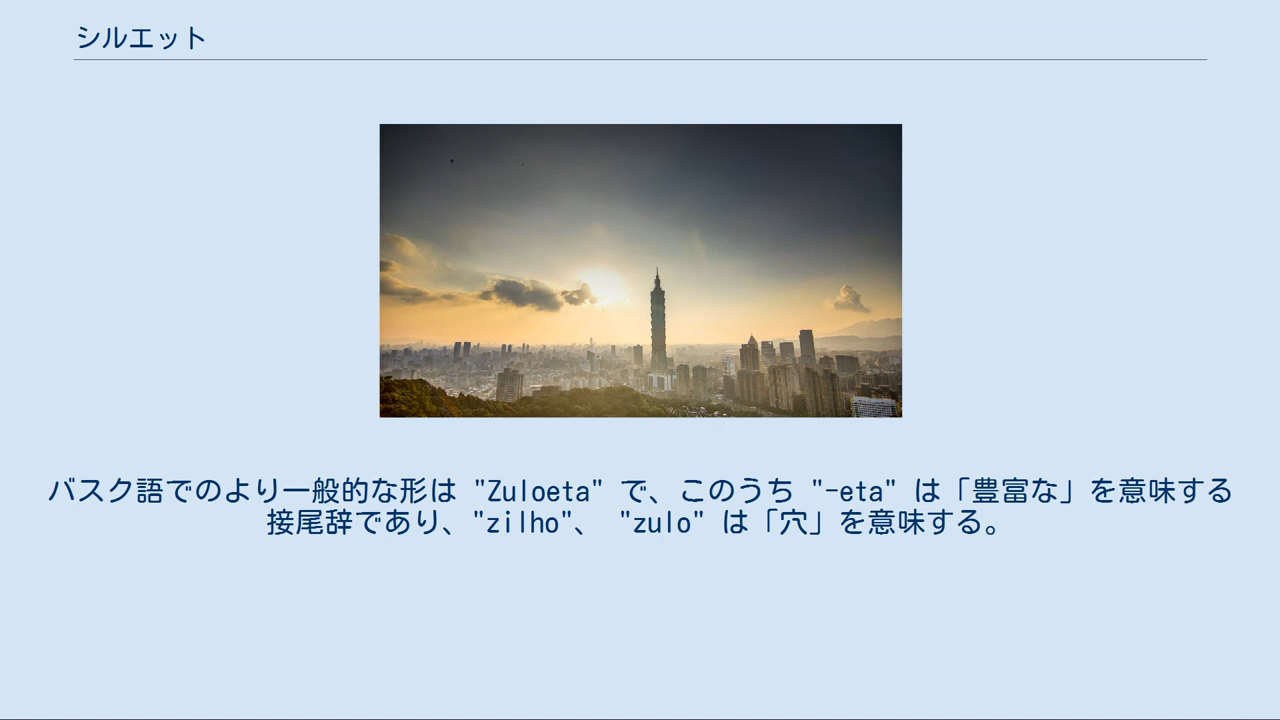 シルエット
バスク語でのより一般的な形は "Zuloeta" で、このうち "-eta" は「豊富な」を意味する
接尾辞であり、"zilho"、 "zulo" は「穴」を意味する。